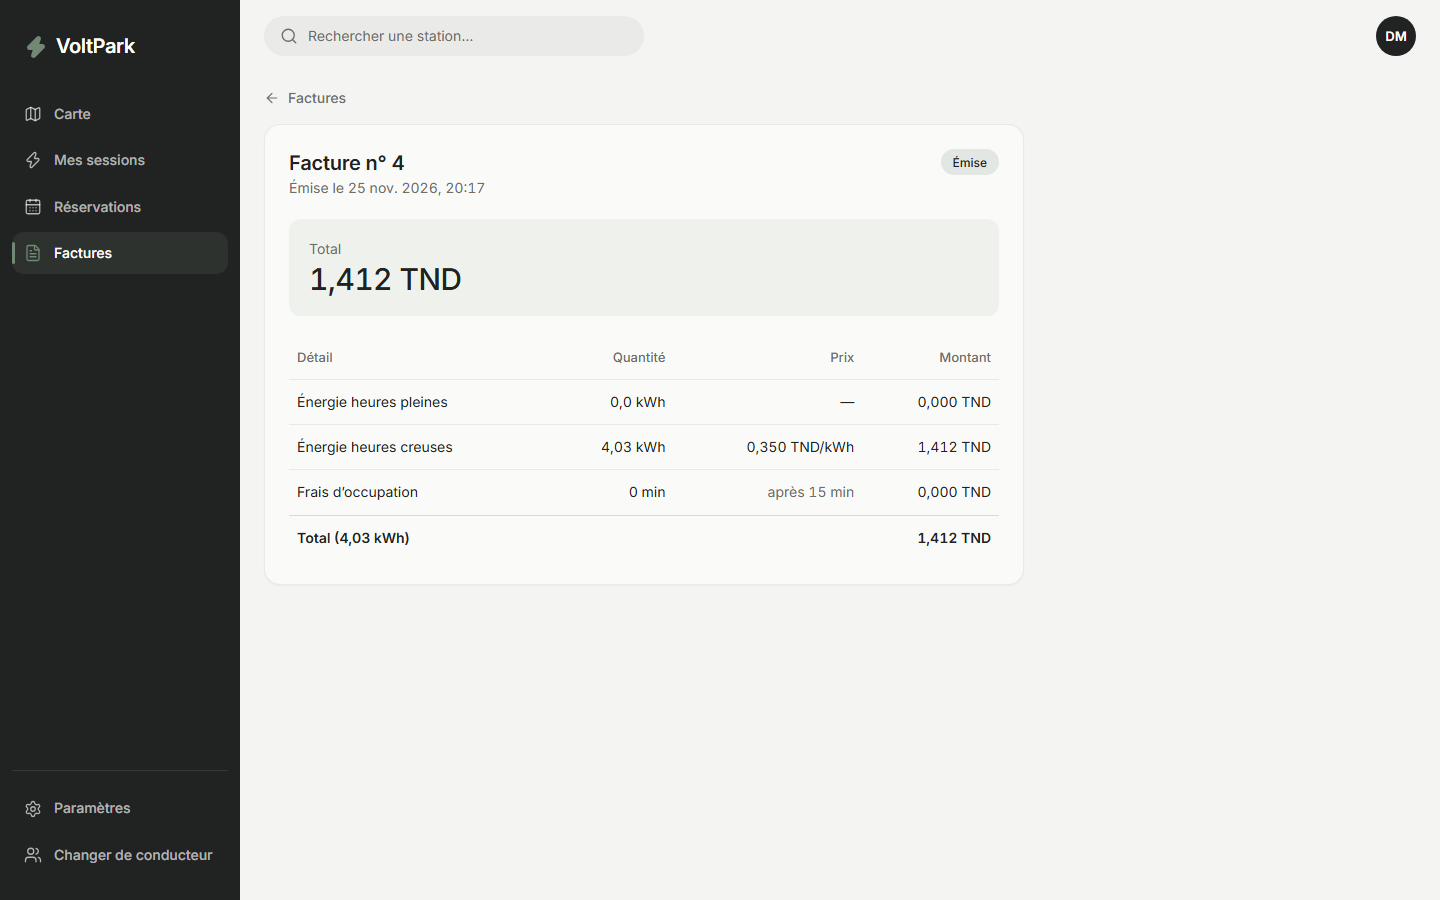 VoltPark
Carte
Mes sessions
Réservations
Factures
Paramètres
Changer de conducteur
Rechercher une station...
DM
Factures
Facture n° 4
Émise
Émise le 25 nov. 2026, 20:17
Total
1,412 TND
Détail Quantité Prix Montant
Énergie heures pleines 0,0 kWh — 0,000 TND
Énergie heures creuses 4,03 kWh 0,350 TND/kWh 1,412 TND
Frais d’occupation 0 min après 15 min 0,000 TND
Total (4,03 kWh) 1,412 TND